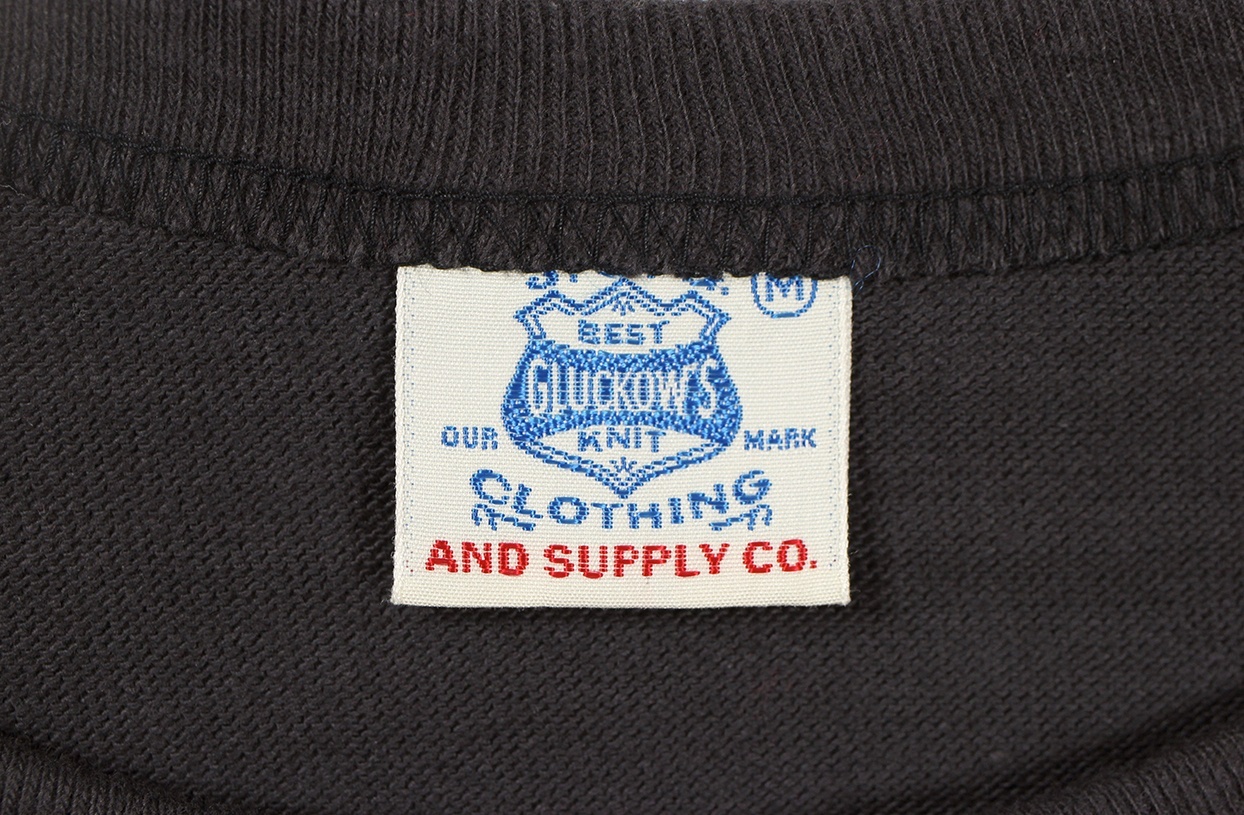 M
BEST
GLUCKOW'S
OUR KNIT MARK
CLOTHING
AND SUPPLY CO.